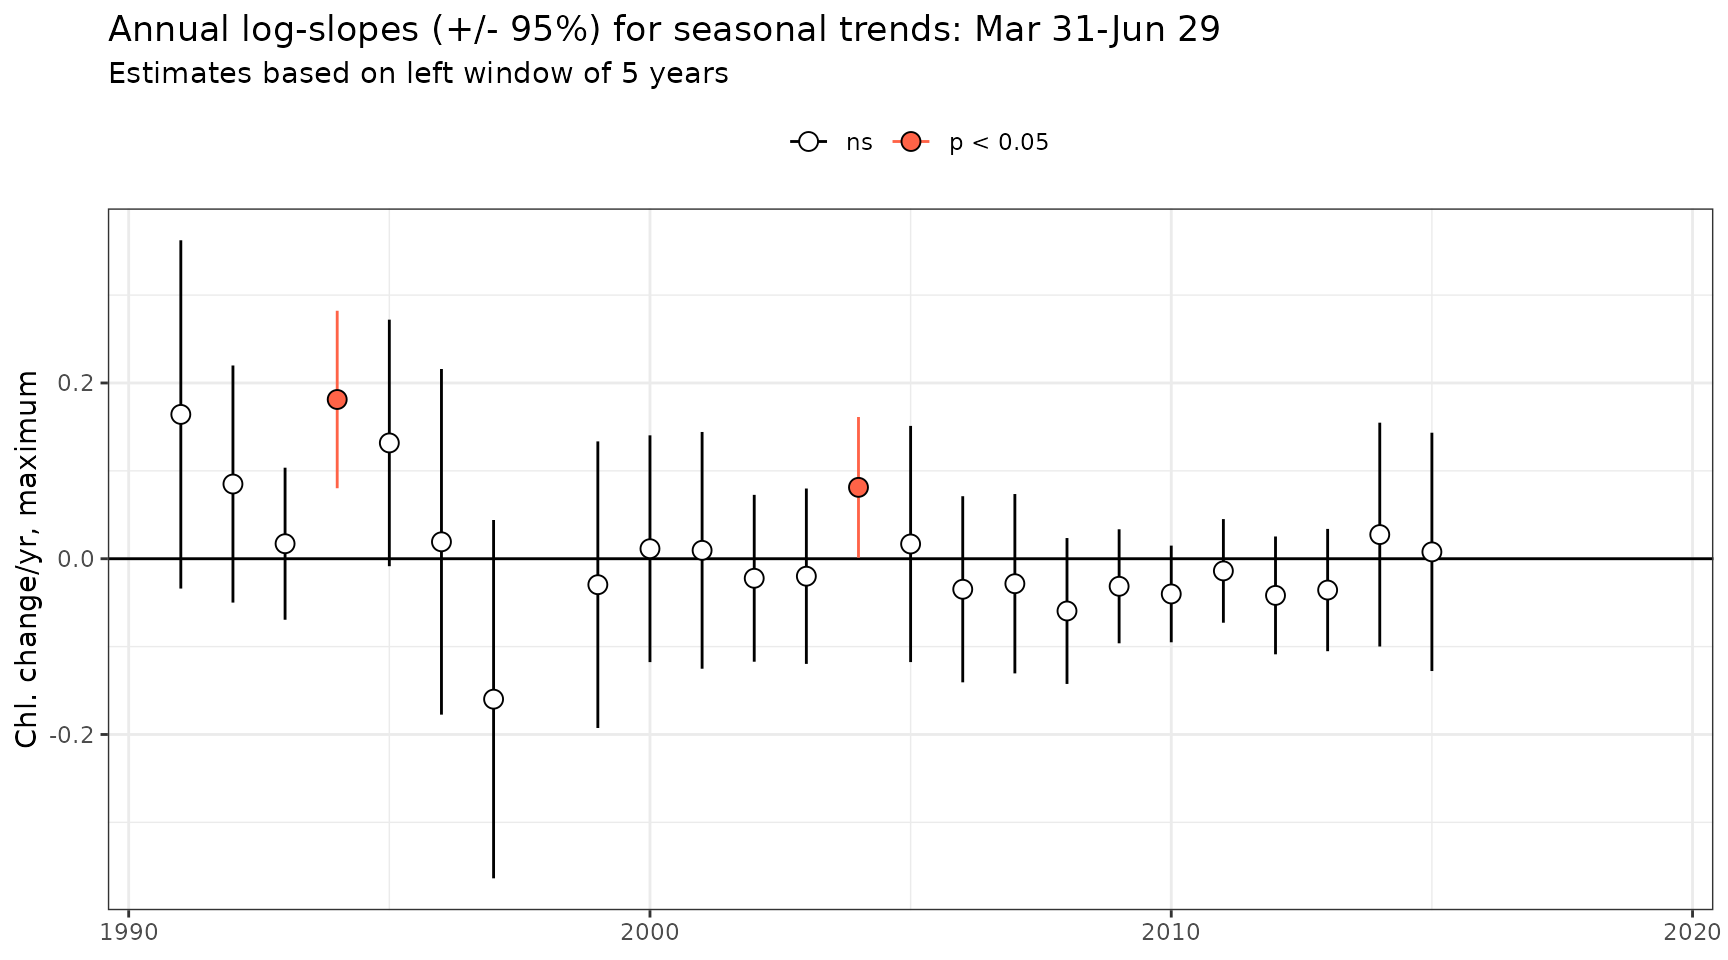 Annual log-slopes (+/- 95%) for seasonal trends: Mar 31-Jun 29
Estimates based on left window of 5 years
ns p < 0.05
Chl. change/yr, maximum
0.2
0.0
-0.2
1990 2000 2010 2020